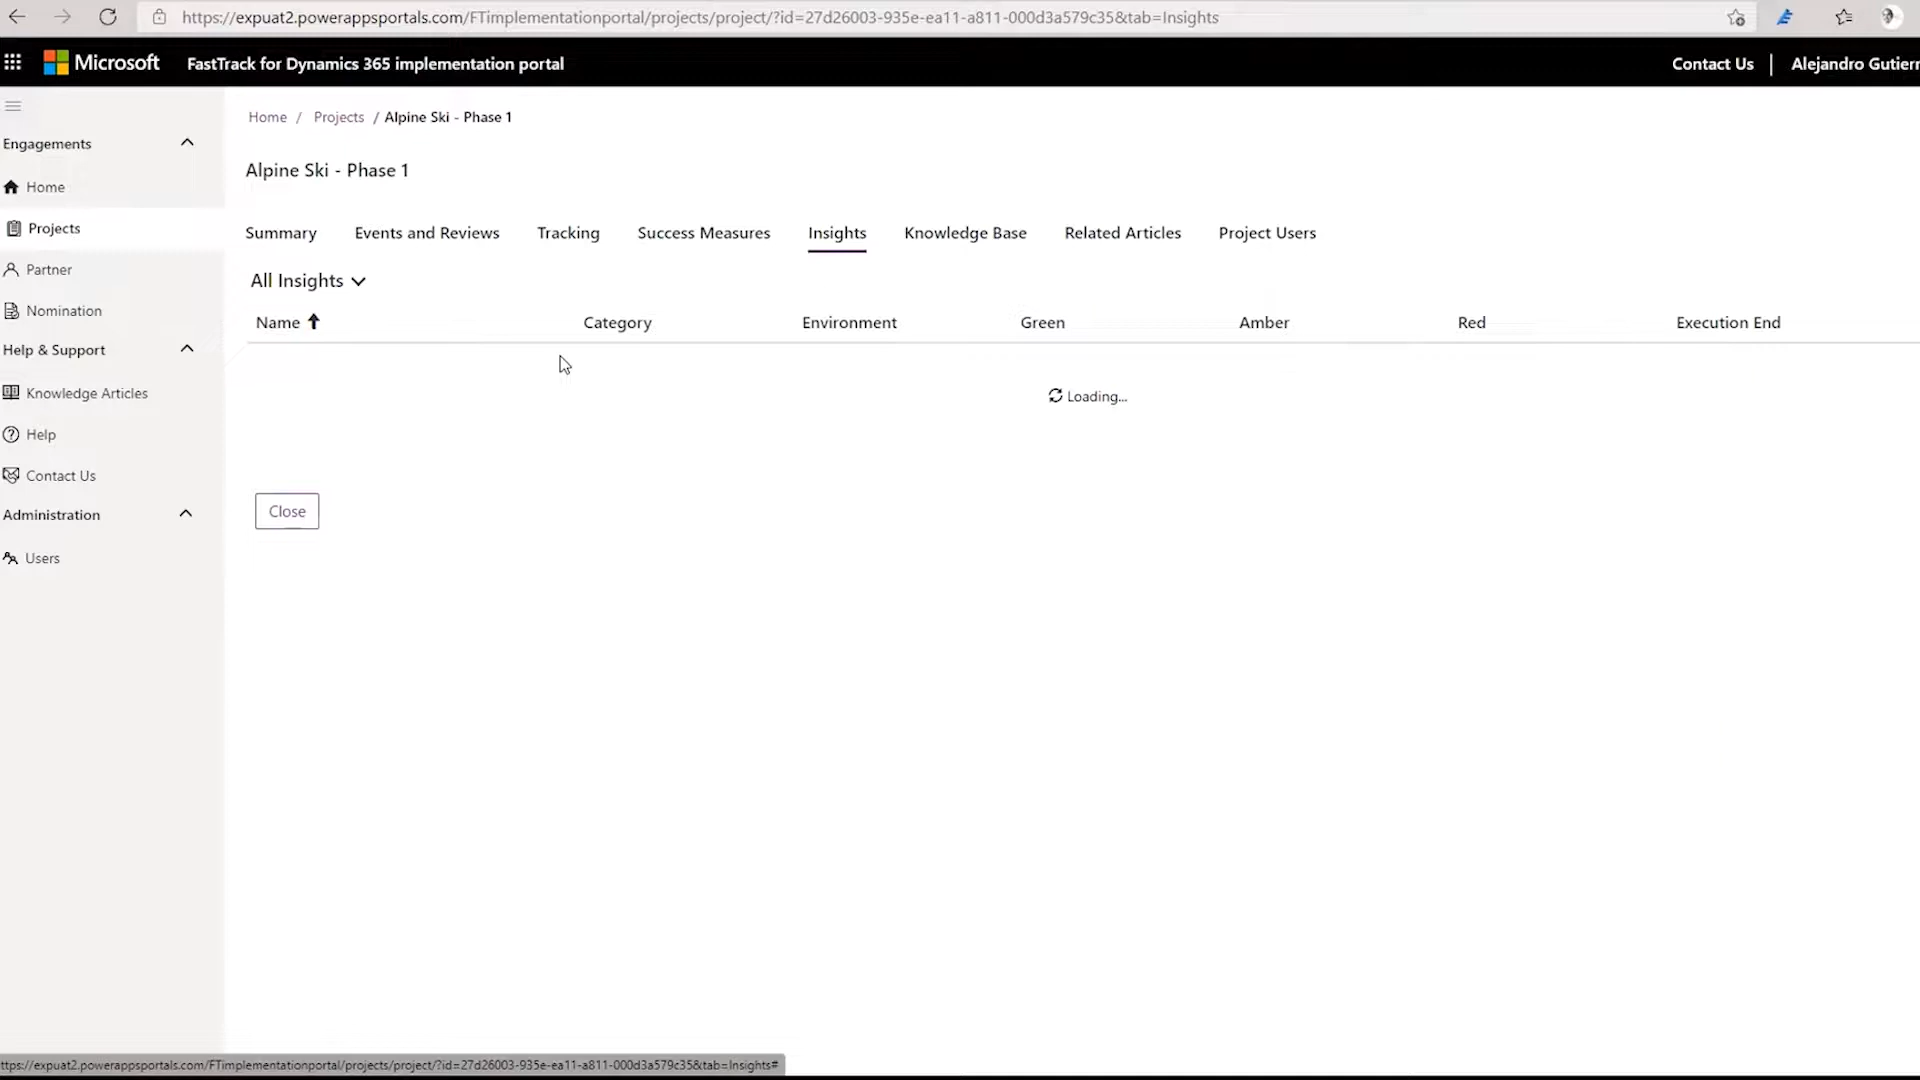 https://expuat2.powerappsportals.com/FTimplementationportal/projects/project/?id=27d26003-935e-ea11-a811-000d3a579c35&tab=Insights
Microsoft FastTrack for Dynamics 365 implementation portal Contact Us | Alejandro Gutierr
Home / Projects / Alpine Ski - Phase 1
Engagements
Alpine Ski - Phase 1
Home
Projects
Summary Events and Reviews Tracking Success Measures Insights Knowledge Base Related Articles Project Users
Partner
All Insights
Nomination
Name Category Environment Green Amber Red Execution End
Help & Support
Knowledge Articles
Loading...
Help
Contact Us
Close
Administration
Users
ttps://expuat2.powerappsportals.com/FTimplementationportal/projects/project/?id=27d26003-935e-ea11-a811-000d3a579c35&tab=Insights#